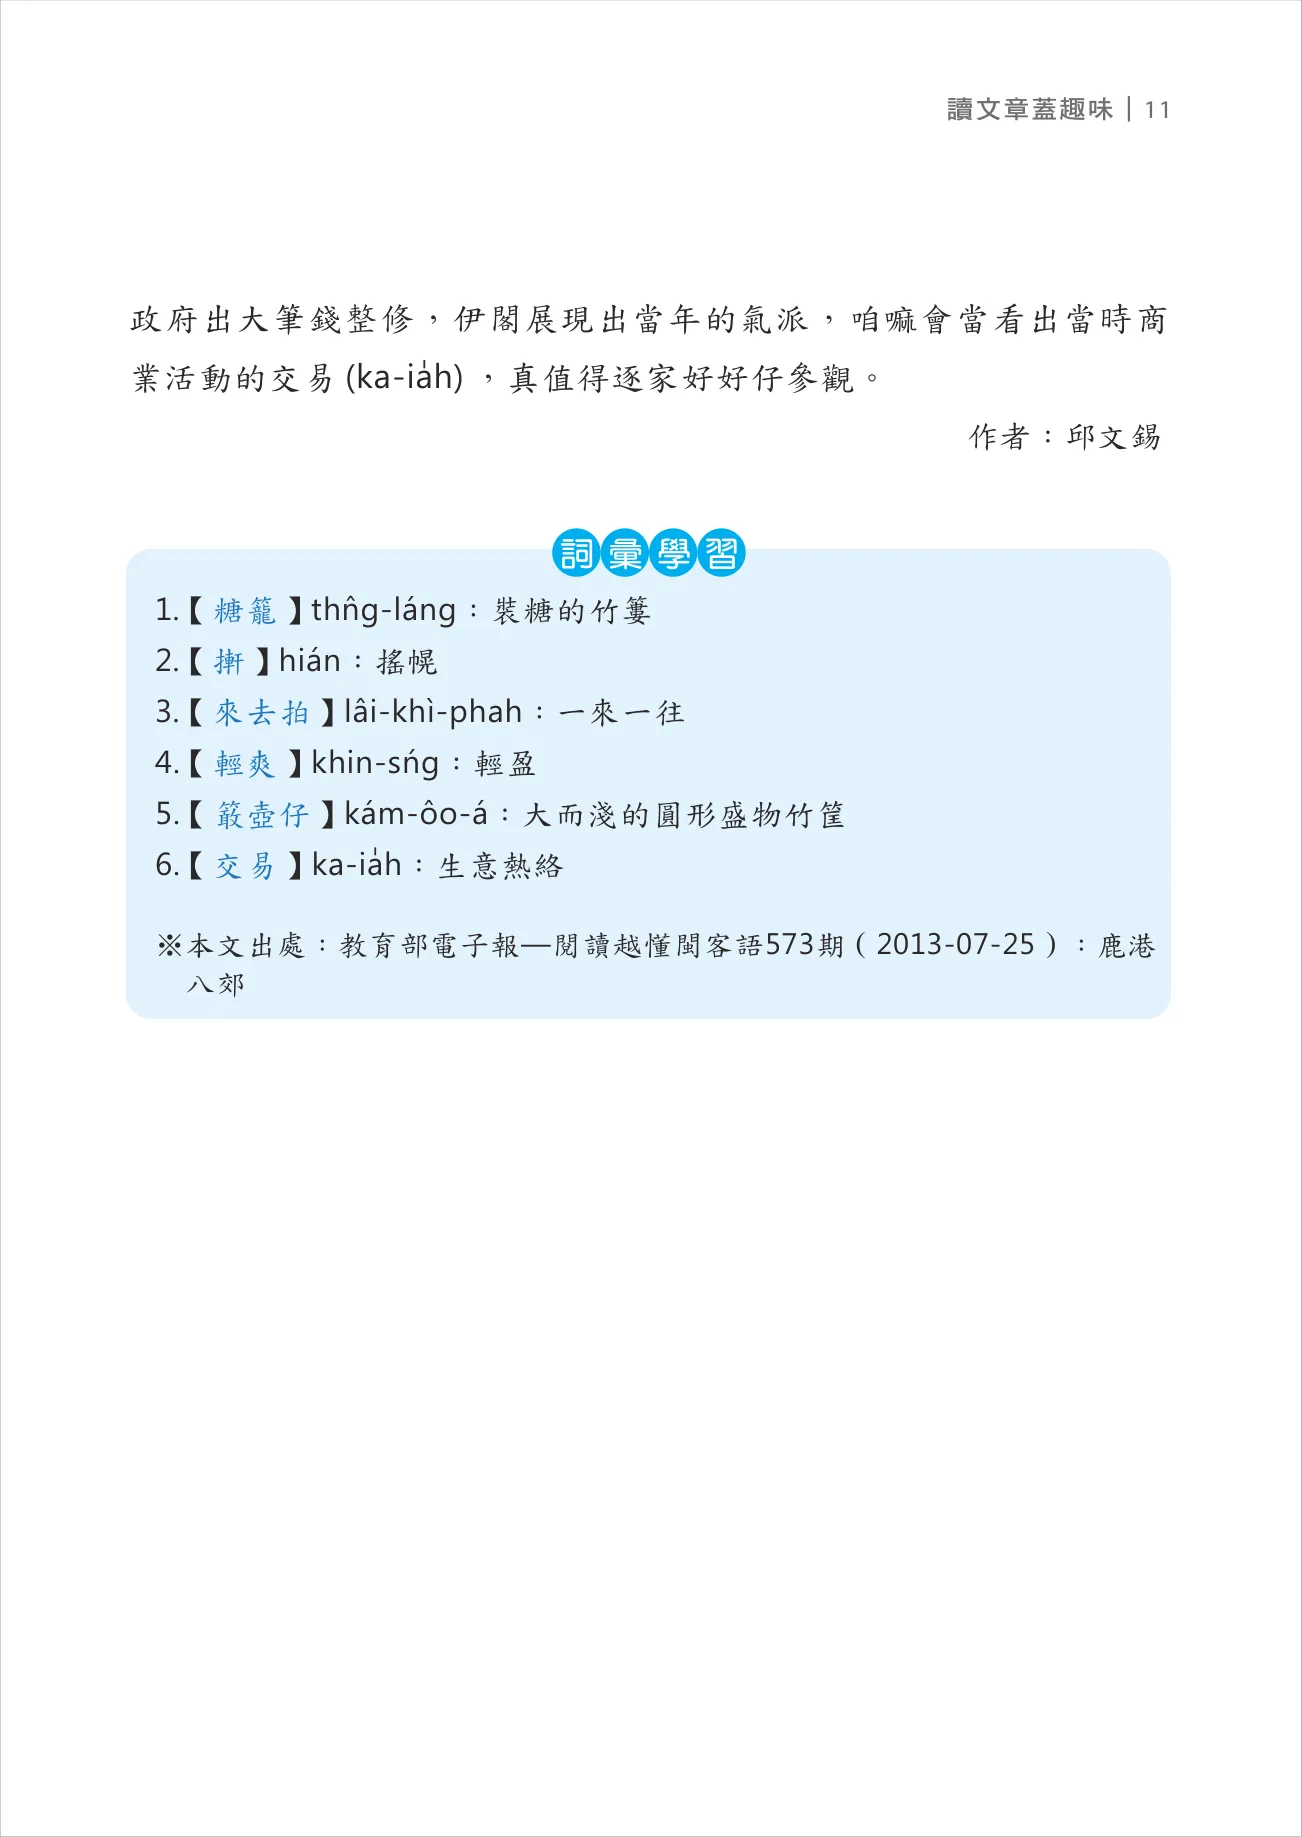 讀文章蓋趣味｜11
政府出大筆錢整修，伊閣展現出當年的氣派，咱嘛會當看出當時商
業活動的交易(ka-ia̍h)，真值得逐家好好仔參觀。
作者：邱文錫
詞彙學習
1.【糖籠】thn̂g-láng：裝糖的竹簍
2.【搟】hián：搖幌
3.【來去拍】lâi-khì-phah：一來一往
4.【輕爽】khin-sńg：輕盈
5.【簸壺仔】kám-ôo-á：大而淺的圓形盛物竹筐
6.【交易】ka-ia̍h：生意熱絡
※本文出處：教育部電子報—閱讀越懂閩客語573期（2013-07-25）：鹿港
八郊